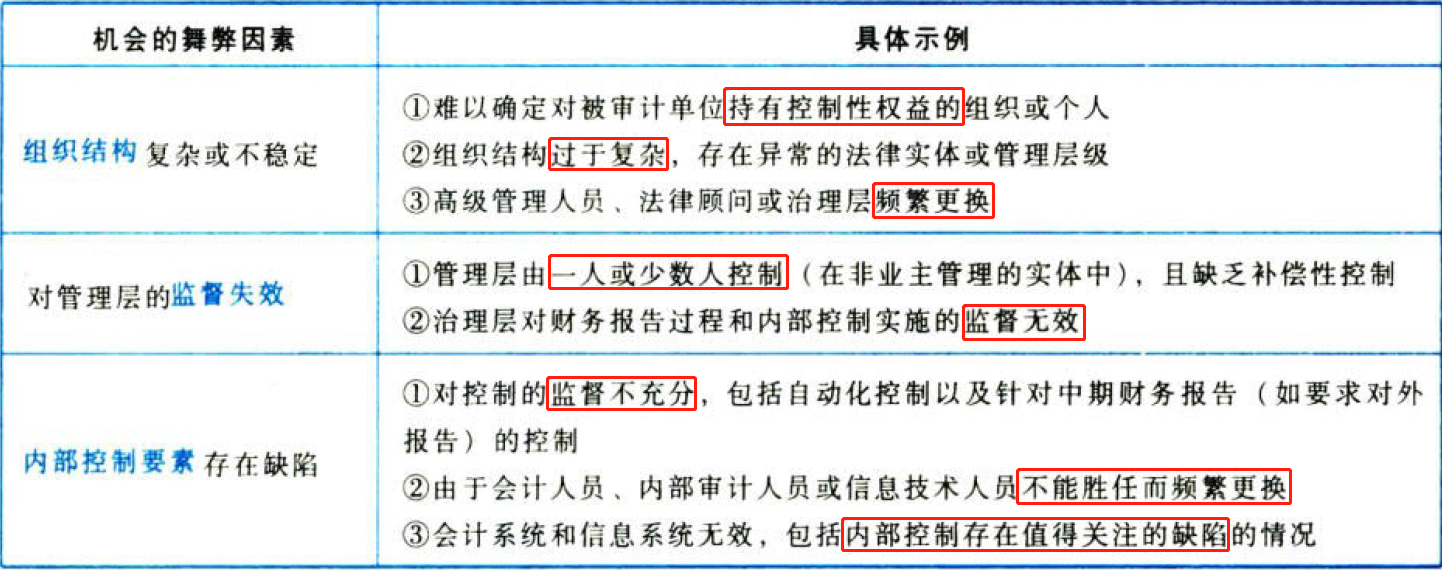 机会的舞弊因素 具体示例
组织结构复杂或不稳定
①难以确定对被审计单位持有控制性权益的组织或个人
②组织结构过于复杂，存在异常的法律实体或管理层级
③高级管理人员、法律顾问或治理层频繁更换
对管理层的监督失效
①管理层由一人或少数人控制（在非业主管理的实体中），且缺乏补偿性控制
②治理层对财务报告过程和内部控制实施的监督无效
内部控制要素存在缺陷
①对控制的监督不充分，包括自动化控制以及针对中期财务报告（如要求对外
报告）的控制
②由于会计人员、内部审计人员或信息技术人员不能胜任而频繁更换
③会计系统和信息系统无效，包括内部控制存在值得关注的缺陷的情况